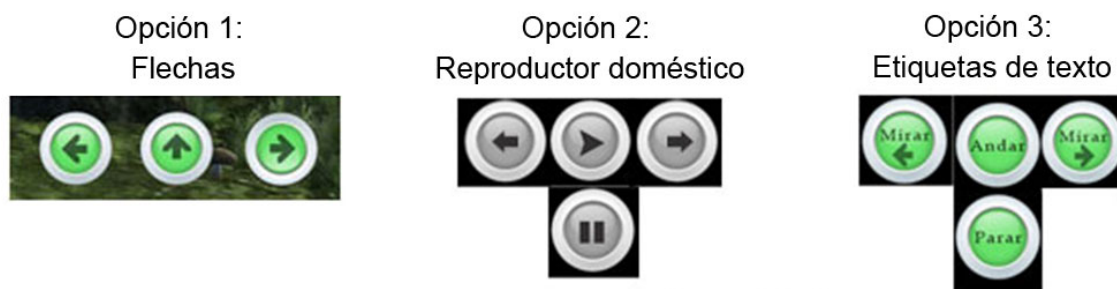 Opción 1:
Flechas
Opción 2:
Reproductor doméstico
Opción 3:
Etiquetas de texto
Mirar
Andar
Mirar
Parar